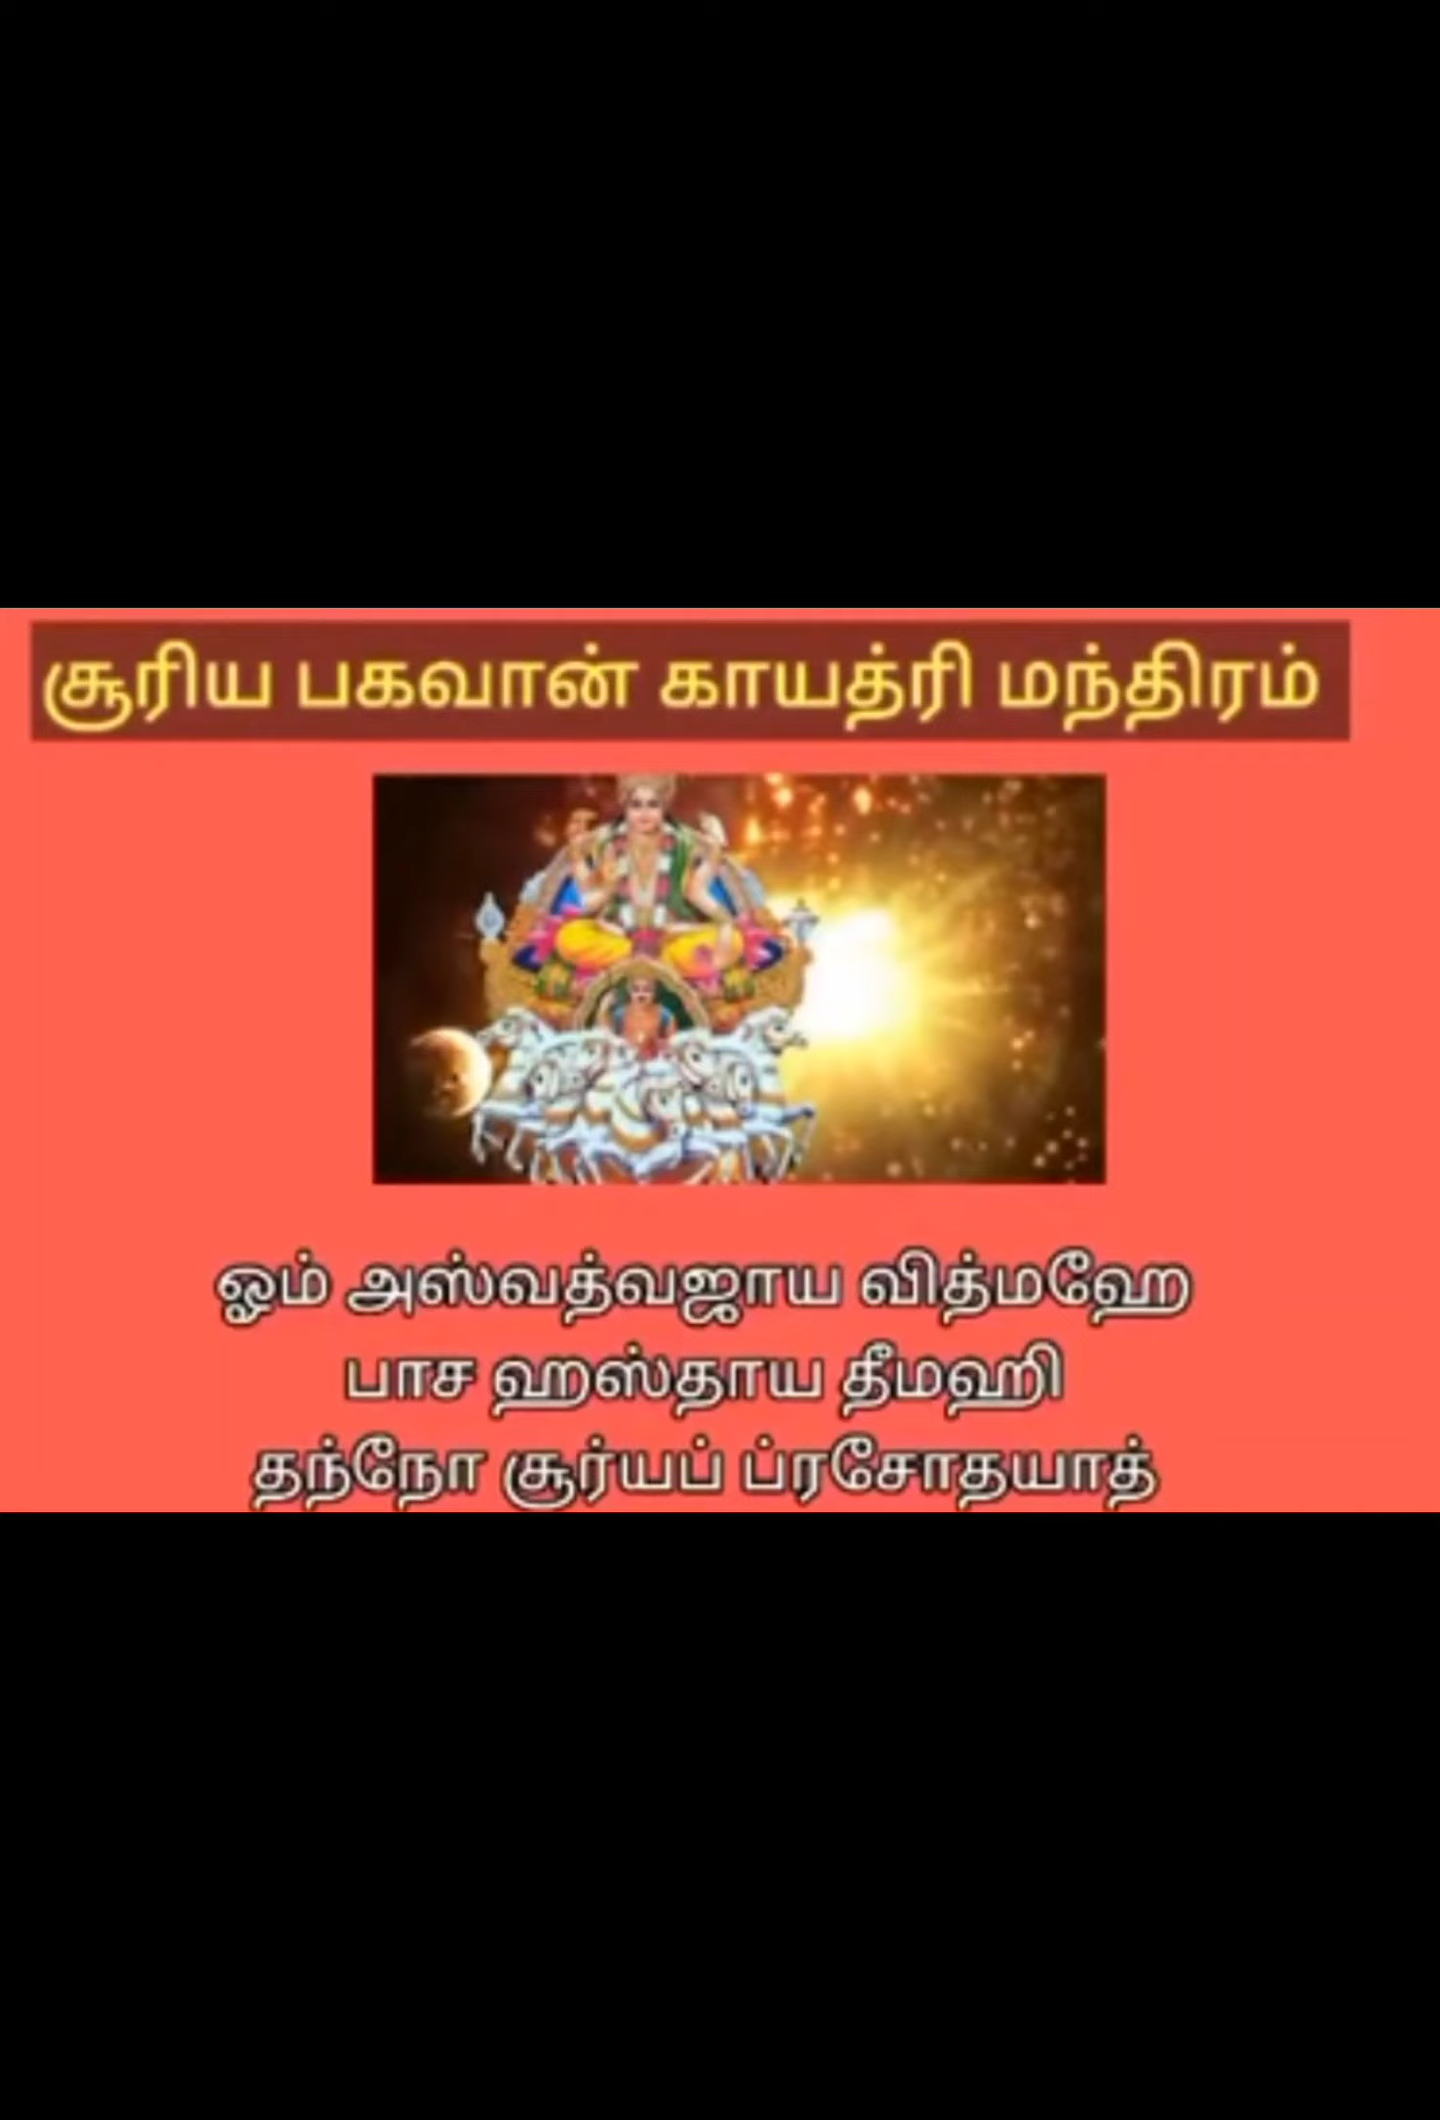 சூரிய பகவான் காயத்ரி மந்திரம்
ஓம் அஸ்வத்வஜாய வித்மஹே
பாச ஹஸ்தாய தீமஹி
தந்நோ சூர்யப் ப்ரசோதயாத்